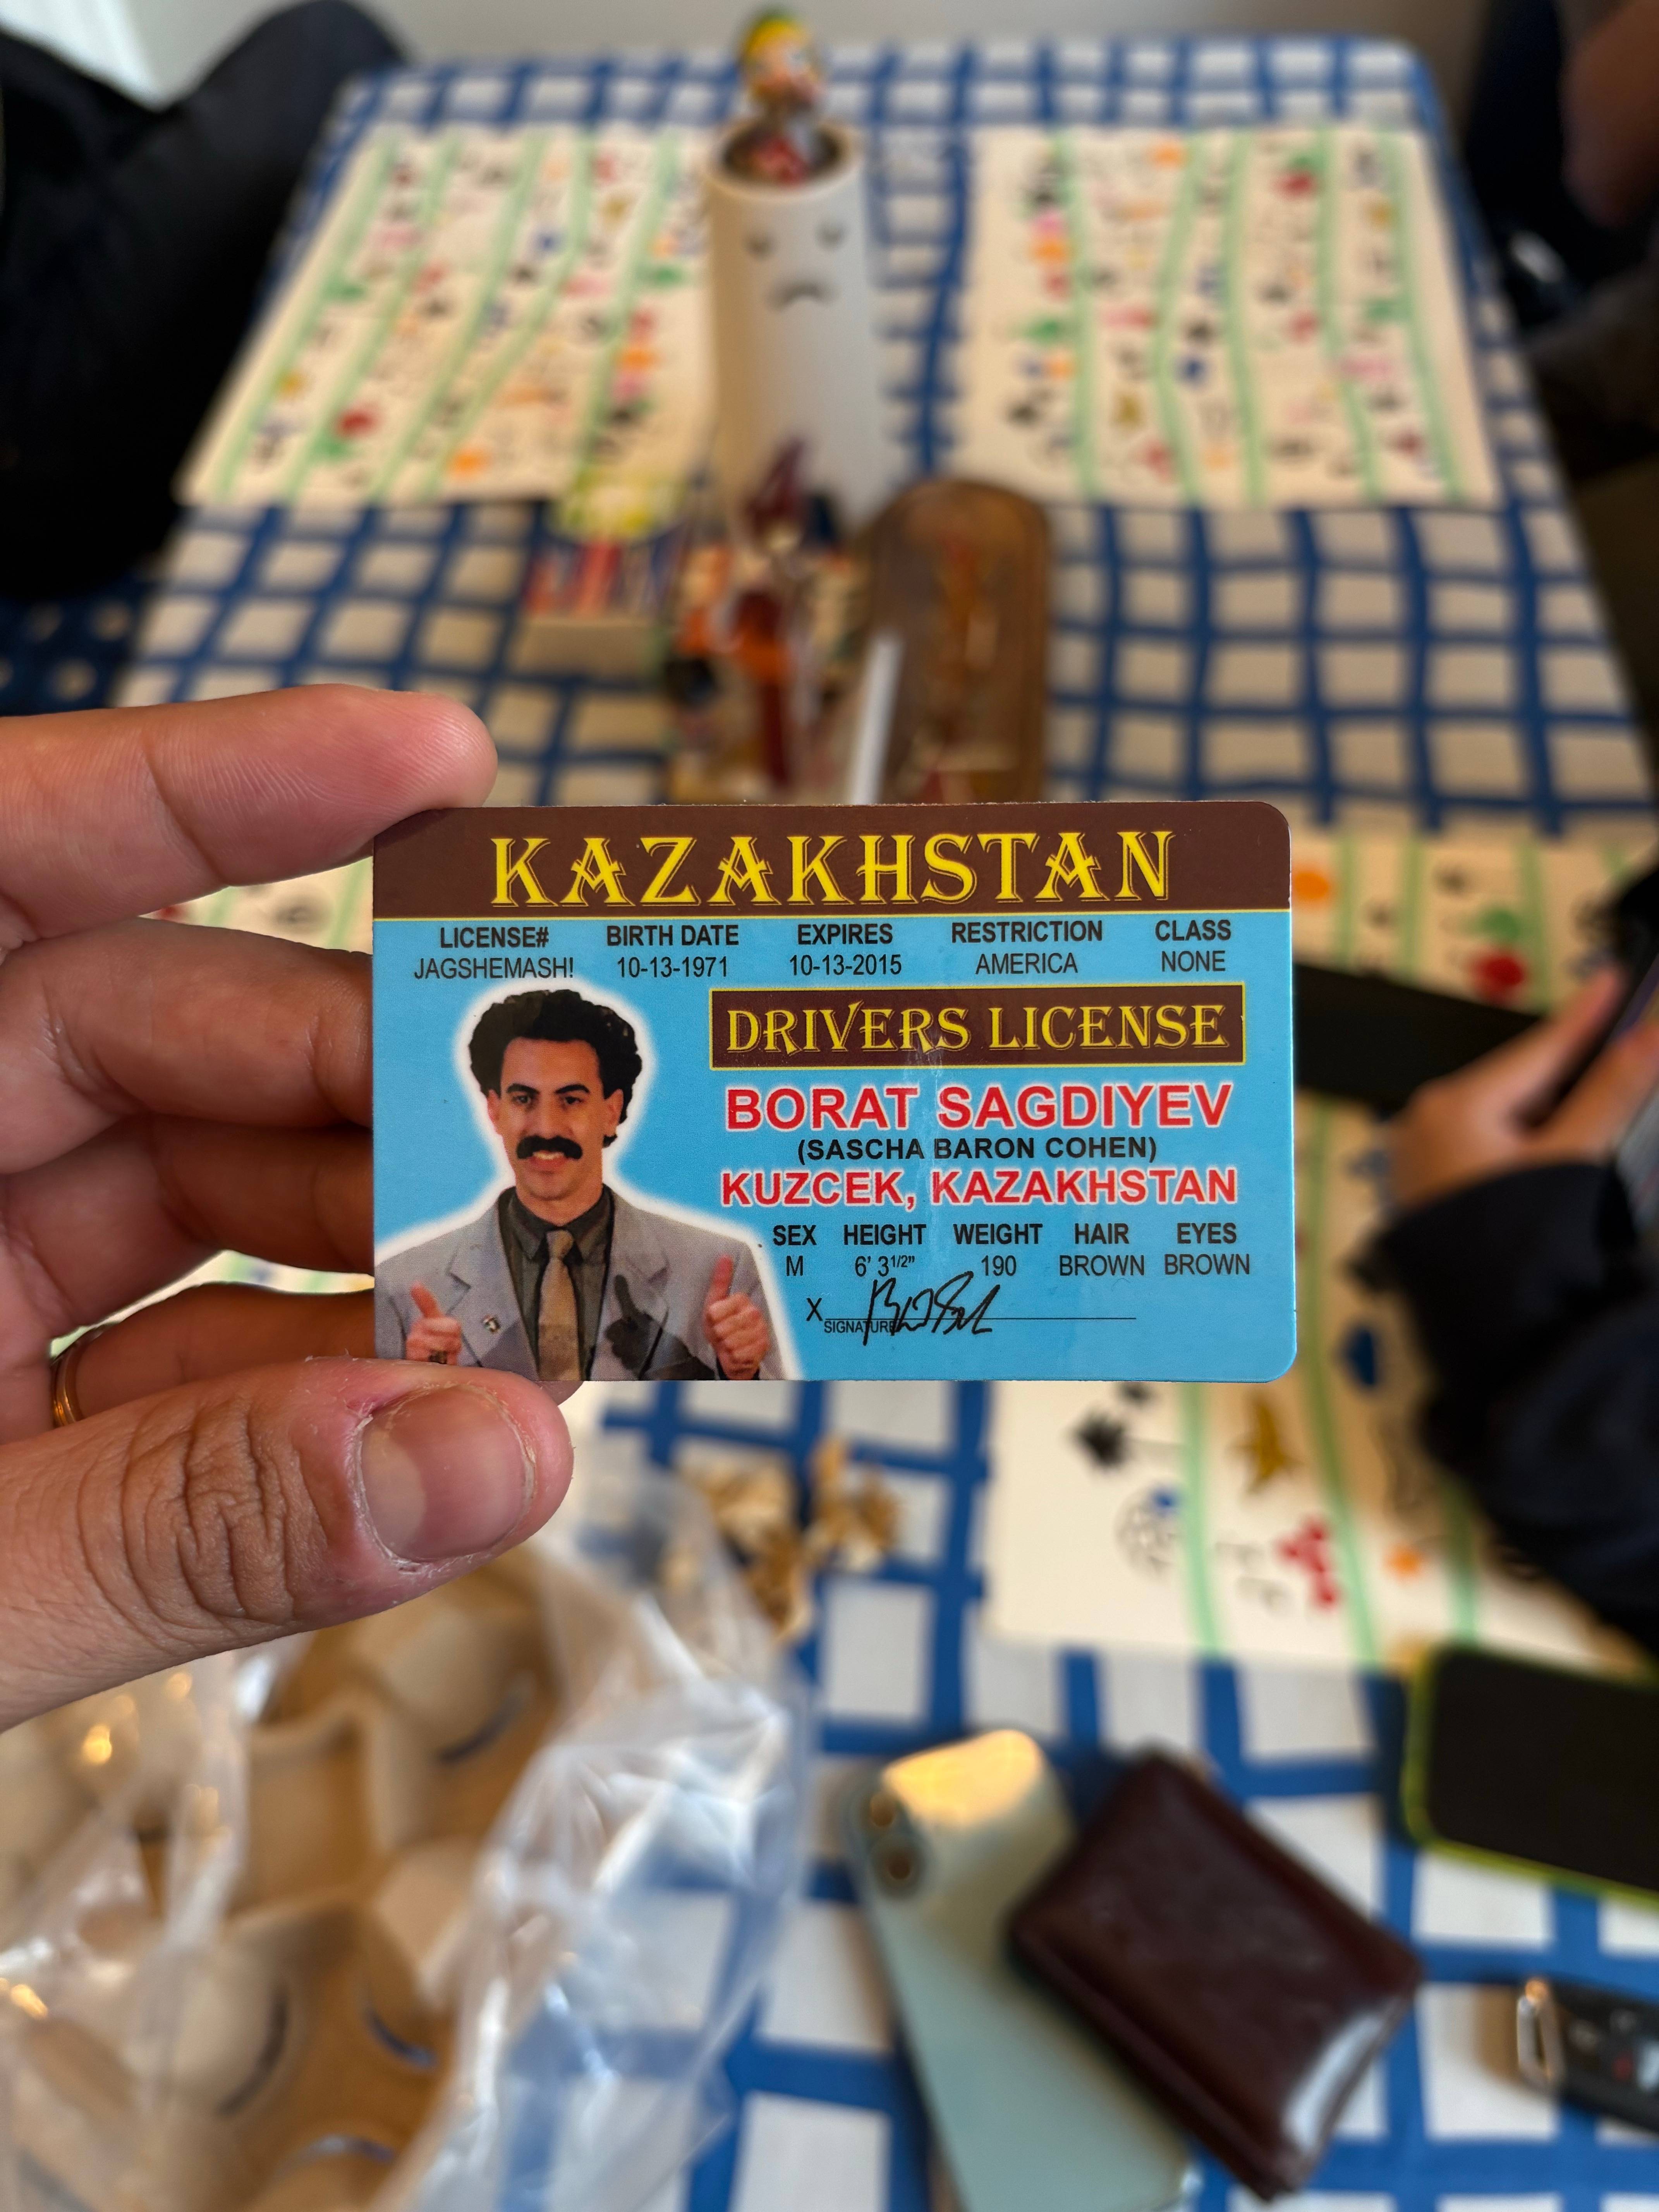 KAZAKHSTAN
LICENSE# BIRTH DATE EXPIRES RESTRICTION CLASS
JAGSHEMASH! 10-13-1971 10-13-2015 AMERICA NONE
DRIVERS LICENSE
BORAT SAGDIYEV
(SASCHA BARON COHEN)
KUZCEK, KAZAKHSTAN
SEX HEIGHT WEIGHT HAIR EYES
M 6' 3 1/2" 190 BROWN BROWN
X SIGNATURE